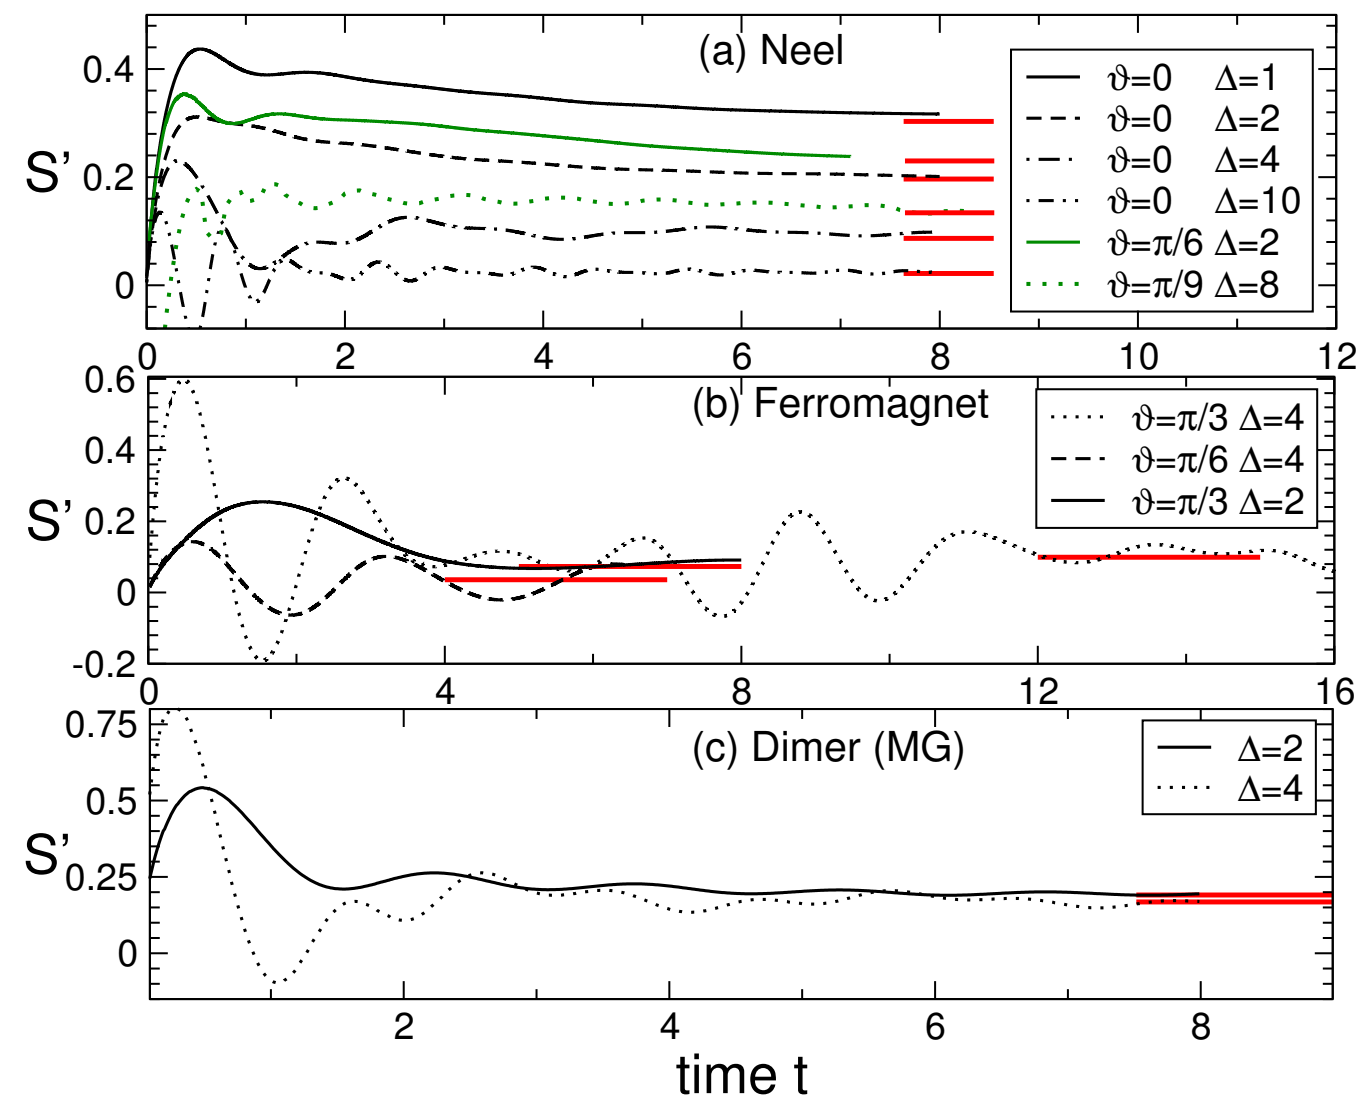 (a) Neel
S'
0.4
0.2
0
ϑ=0 Δ=1
ϑ=0 Δ=2
ϑ=0 Δ=4
ϑ=0 Δ=10
ϑ=π/6 Δ=2
ϑ=π/9 Δ=8
0 2 4 6 8 10 12
(b) Ferromagnet
S'
0.6
0.4
0.2
0
-0.2
ϑ=π/3 Δ=4
ϑ=π/6 Δ=4
ϑ=π/3 Δ=2
0 4 8 12 16
(c) Dimer (MG)
S'
0.75
0.5
0.25
0
Δ=2
Δ=4
2 4 6 8
time t